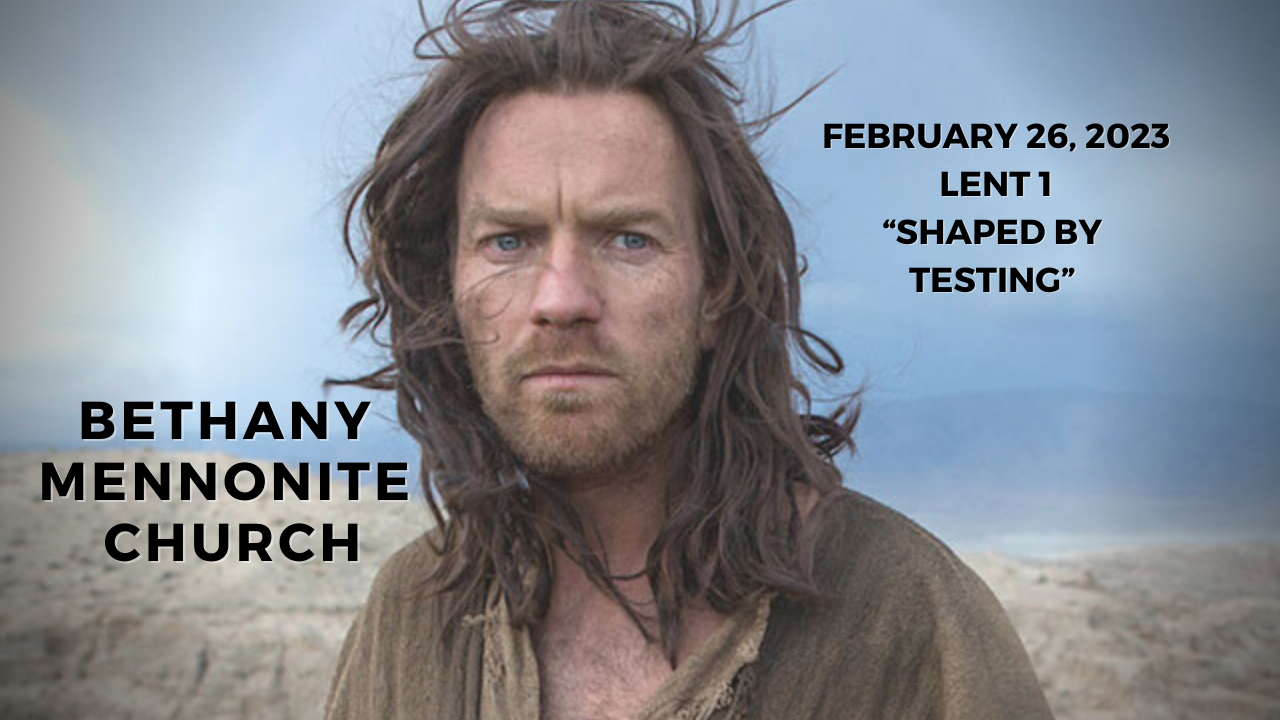 FEBRUARY 26, 2023
LENT 1
“SHAPED BY
TESTING”
BETHANY
MENNONITE
CHURCH